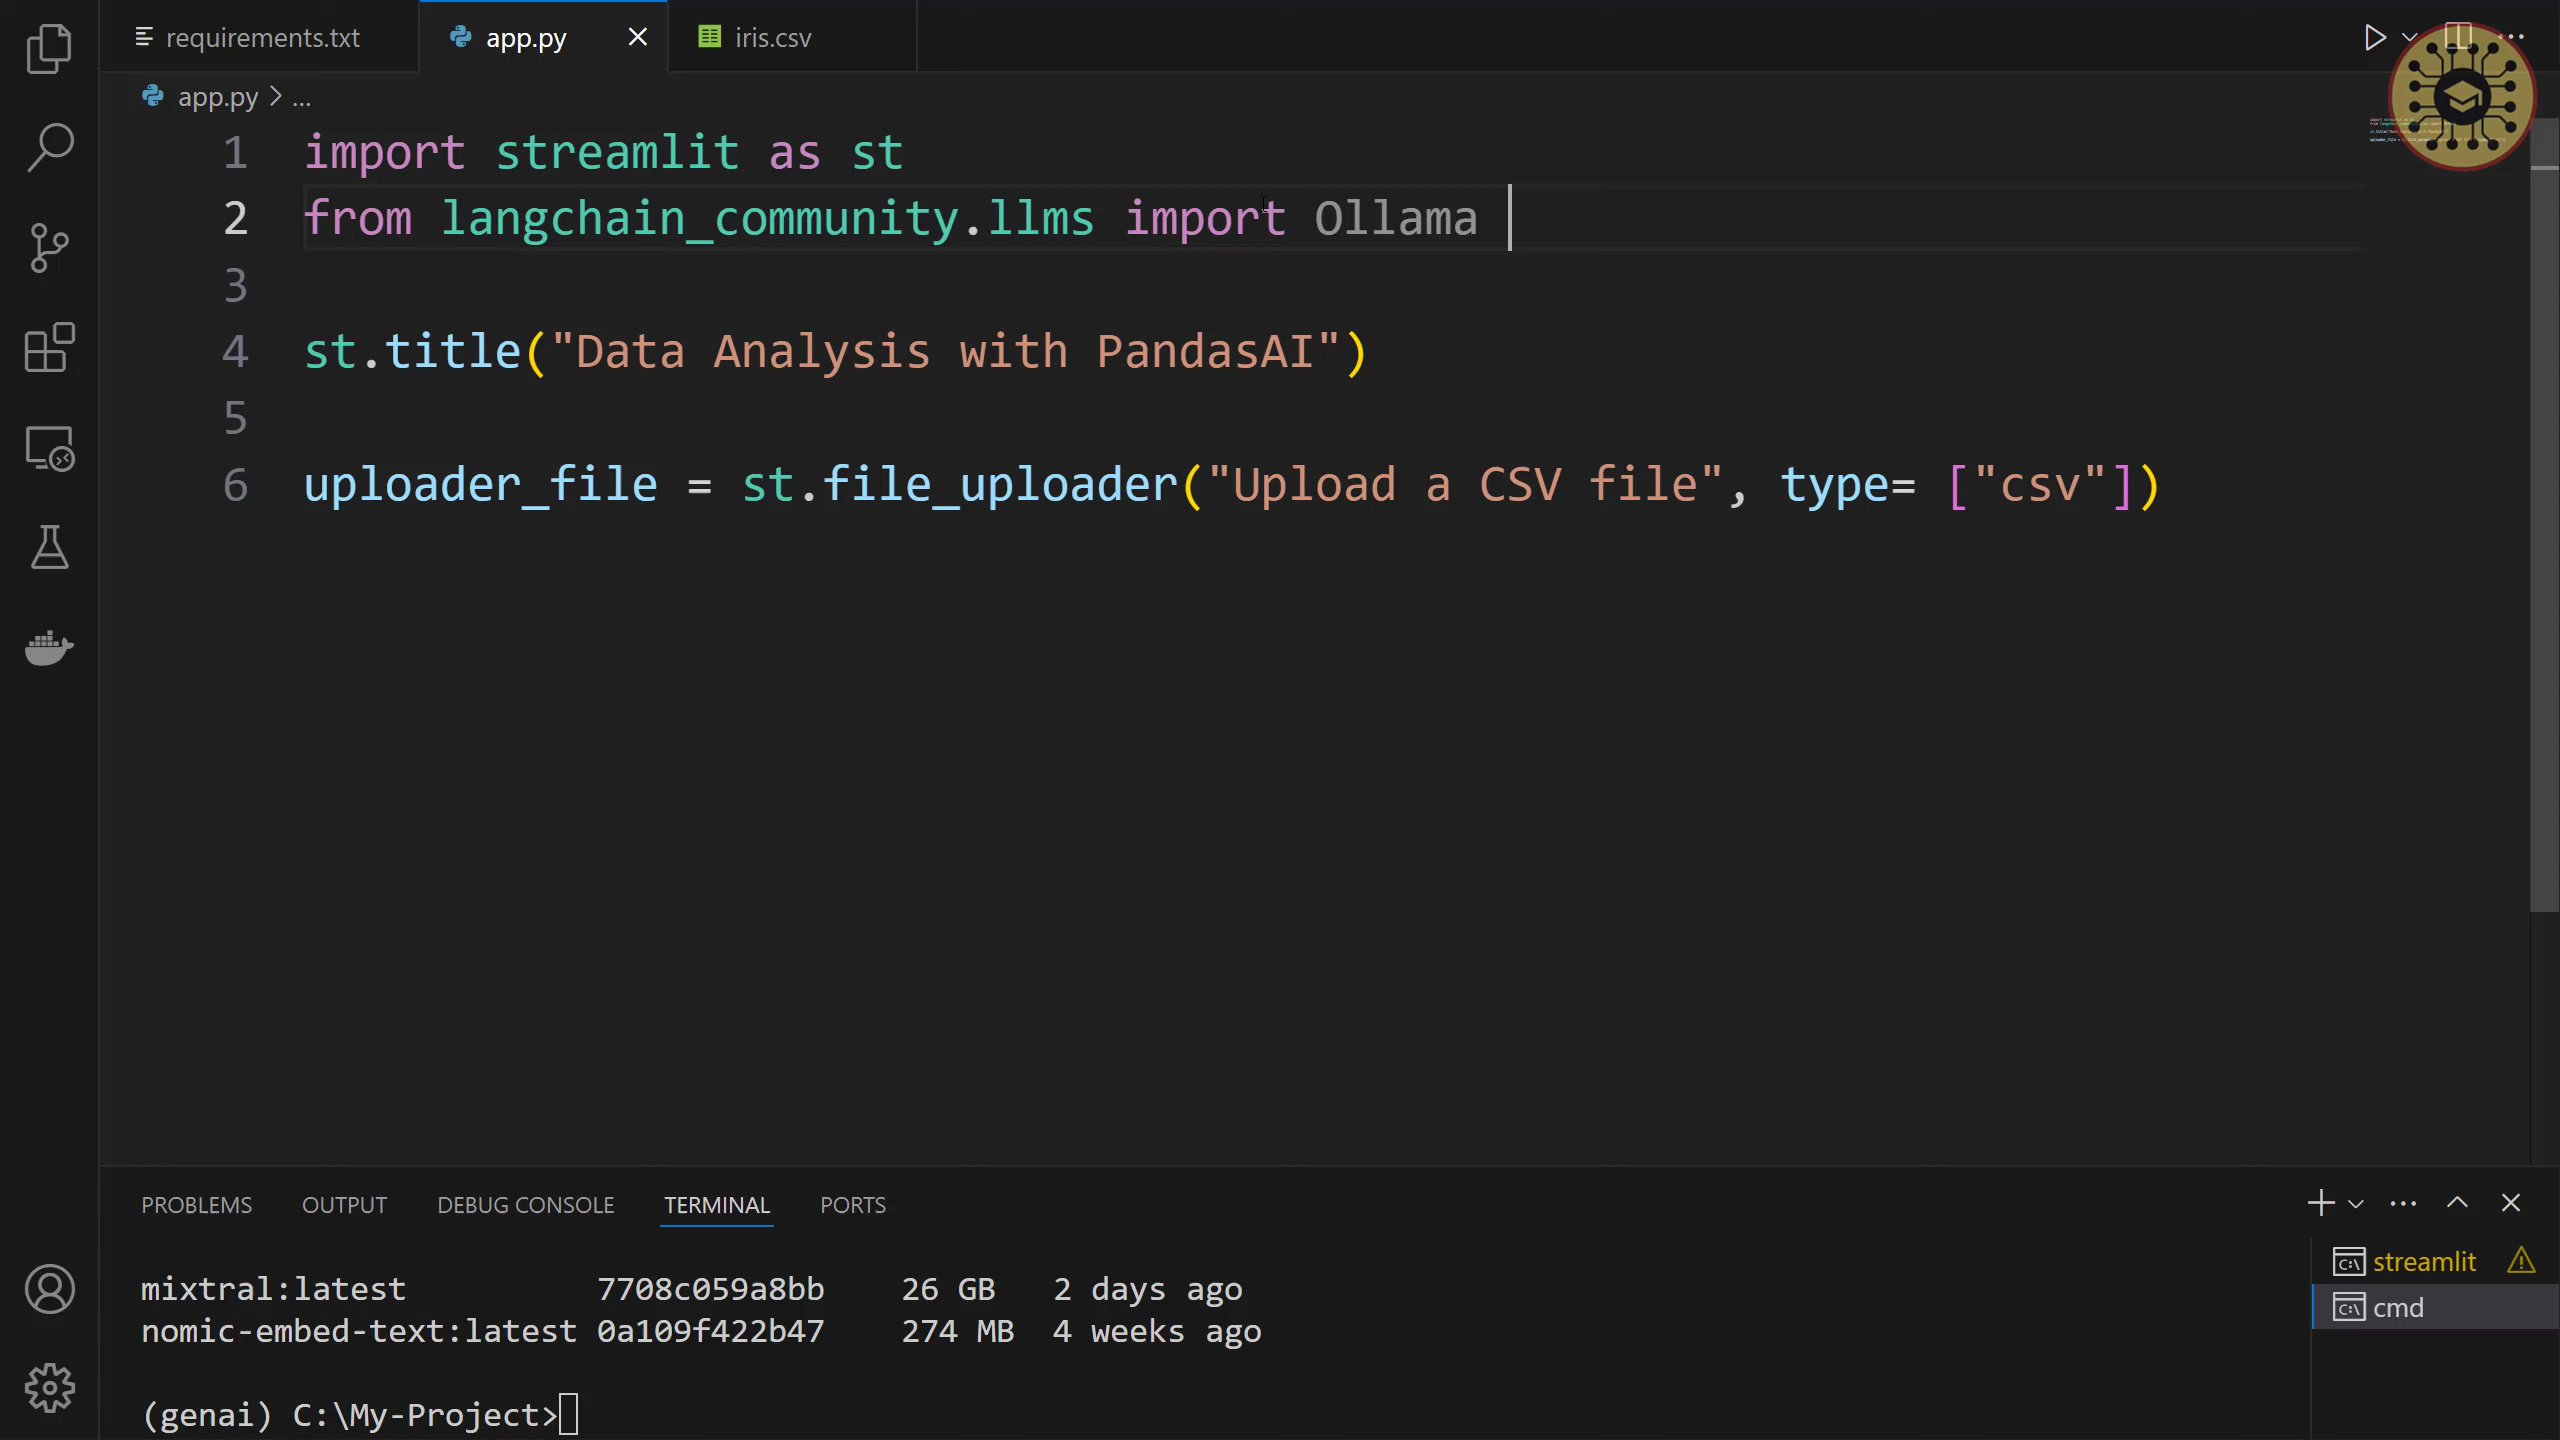 requirements.txt
app.py
iris.csv
app.py > ...
1 import streamlit as st
2 from langchain_community.llms import Ollama
3
4 st.title("Data Analysis with PandasAI")
5
6 uploader_file = st.file_uploader("Upload a CSV file", type= ["csv"])
PROBLEMS OUTPUT DEBUG CONSOLE TERMINAL PORTS
mixtral:latest 7708c059a8bb 26 GB 2 days ago
nomic-embed-text:latest 0a109f422b47 274 MB 4 weeks ago
(genai) C:\My-Project>
streamlit
cmd